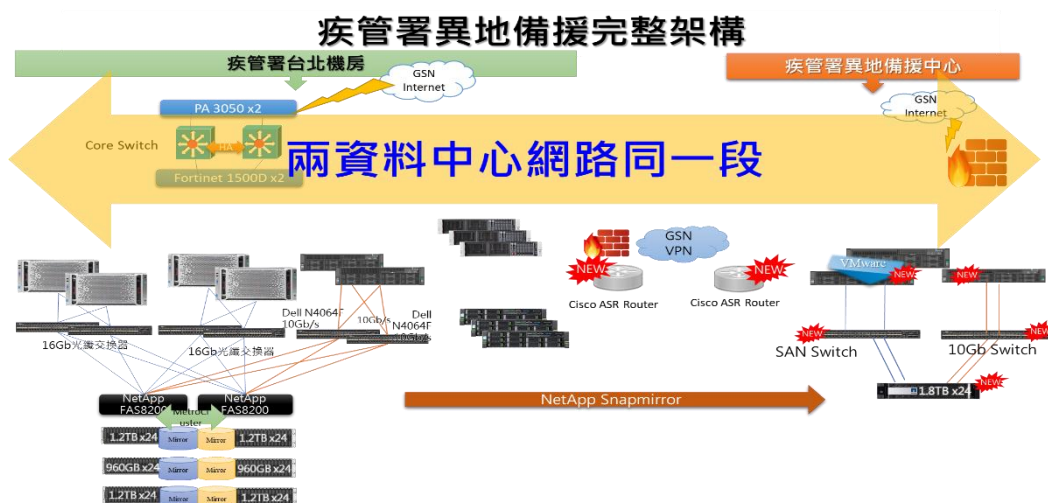 疾管署異地備援完整架構
疾管署台北機房
疾管署異地備援中心
GSN
Internet
GSN
Internet
PA 3050 x2
Core Switch
HA
Fortinet 1500D x2
兩資料中心網路同一段
GSN
VPN
NEW
NEW
Cisco ASR Router
Cisco ASR Router
VMware
NEW
NEW
Dell N4064F
10Gb/s
10Gb/s
Dell
N4064F
16Gb光纖交換器
16Gb光纖交換器
NEW
SAN Switch
NEW
10Gb Switch
NetApp
FAS8200
NetApp
FAS8200
MetroCl
uster
NetApp Snapmirror
1.8TB x24
NEW
1.2TB x24
Mirror
Mirror
1.2TB x24
960GB x24
Mirror
Mirror
960GB x24
1.2TB x24
Mirror
Mirror
1.2TB x24